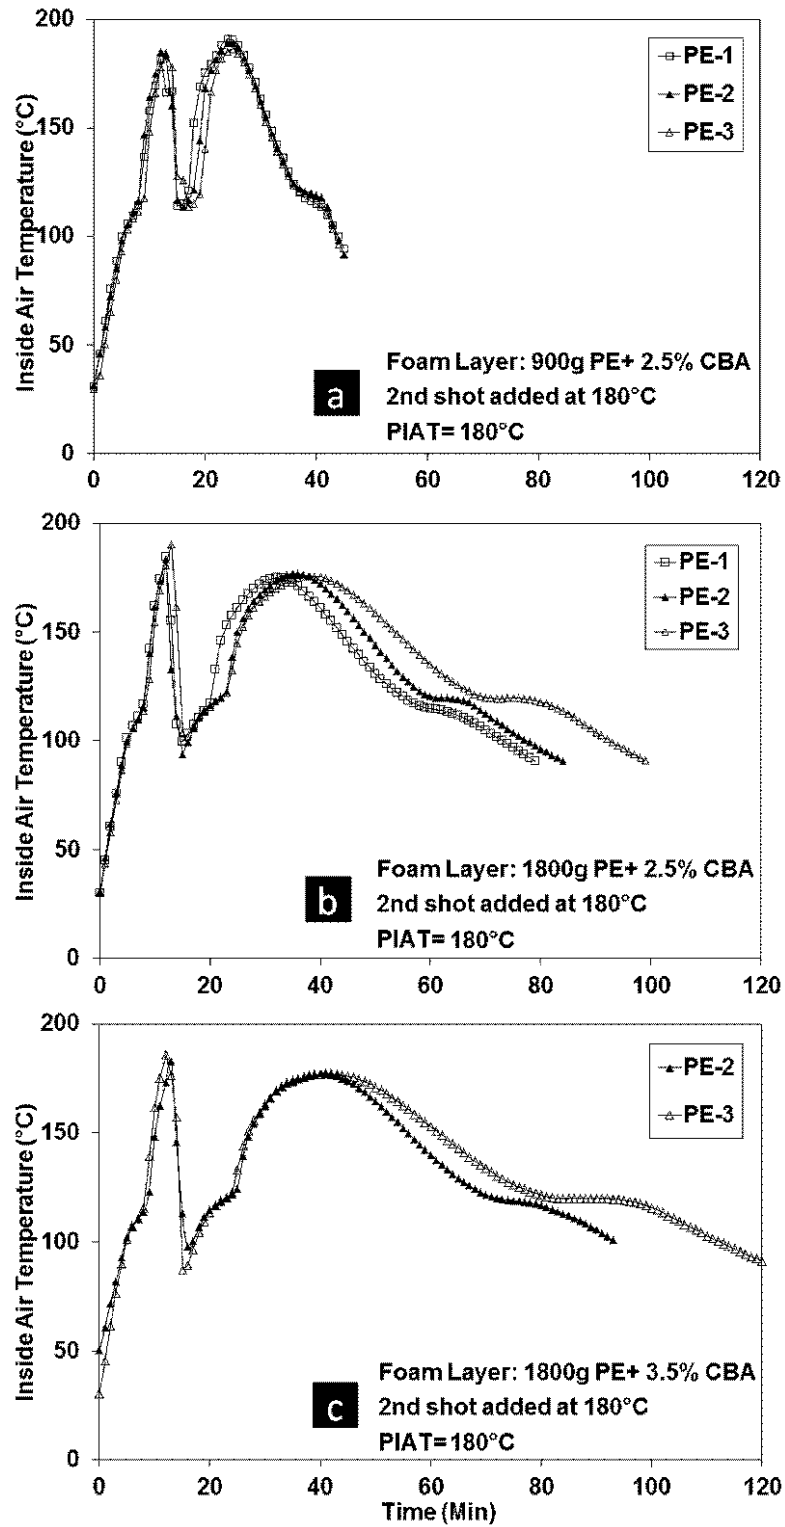 200
150
100
50
0
Inside Air Temperature (°C)
PE-1
PE-2
PE-3
a
Foam Layer: 900g PE+ 2.5% CBA
2nd shot added at 180°C
PIAT= 180°C
0 20 40 60 80 100 120
200
150
100
50
0
Inside Air Temperature (°C)
PE-1
PE-2
PE-3
b
Foam Layer: 1800g PE+ 2.5% CBA
2nd shot added at 180°C
PIAT= 180°C
0 20 40 60 80 100 120
200
150
100
50
0
Inside Air Temperature (°C)
PE-2
PE-3
c
Foam Layer: 1800g PE+ 3.5% CBA
2nd shot added at 180°C
PIAT= 180°C
0 20 40 60 80 100 120
Time (Min)